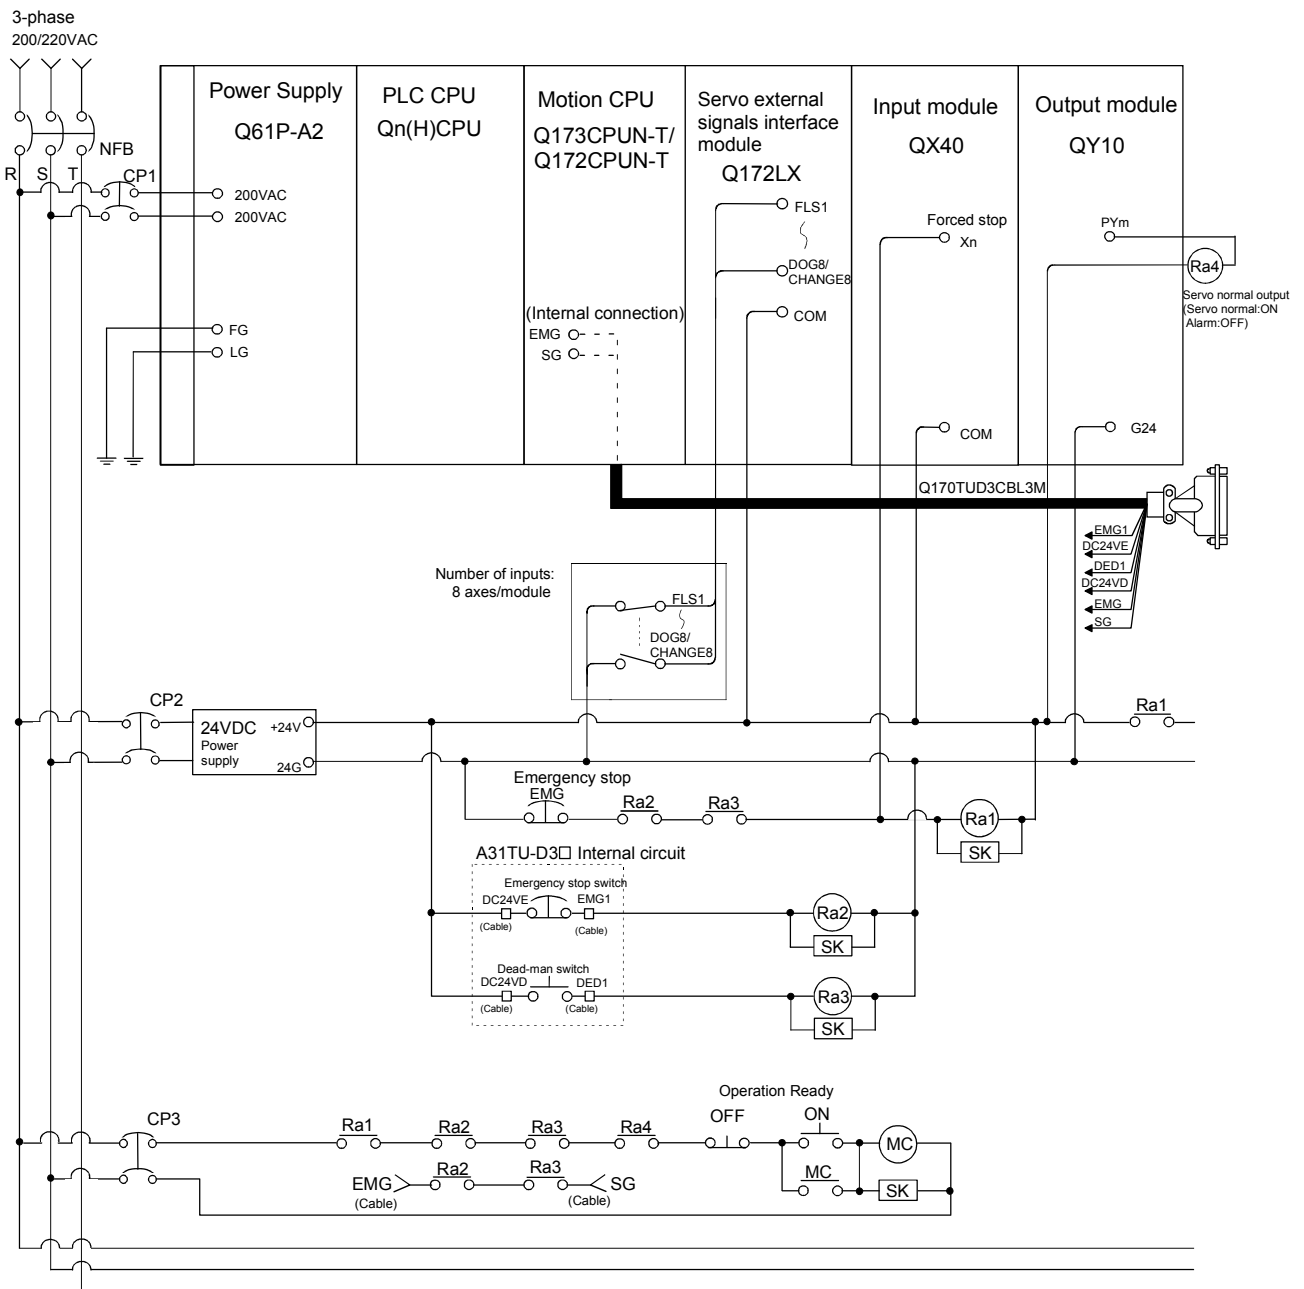 3-phase
200/220VAC
NFB
R
S
T
CP1
Power Supply
Q61P-A2
200VAC
200VAC
FG
LG
PLC CPU
Qn(H)CPU
Motion CPU
Q173CPUN-T/
Q172CPUN-T
(Internal connection)
EMG
SG
Servo external
signals interface
module
Q172LX
FLS1
DOG8/
CHANGE8
COM
Input module
QX40
Forced stop
Xn
COM
Output module
QY10
PYm
G24
Ra4
Servo normal output
(Servo normal:ON
Alarm:OFF)
Q170TUD3CBL3M
EMG1
DC24VE
DED1
DC24VD
EMG
SG
Number of inputs:
8 axes/module
FLS1
DOG8/
CHANGE8
CP2
24VDC
Power
supply
+24V
24G
Ra1
Emergency stop
EMG
Ra2
Ra3
Ra1
SK
A31TU-D3□ Internal circuit
Emergency stop switch
DC24VE
EMG1
(Cable)
(Cable)
Ra2
SK
Dead-man switch
DC24VD
DED1
(Cable)
(Cable)
Ra3
SK
Operation Ready
CP3
Ra1
Ra2
Ra3
Ra4
OFF
ON
MC
EMG
(Cable)
Ra2
Ra3
SG
(Cable)
MC
SK